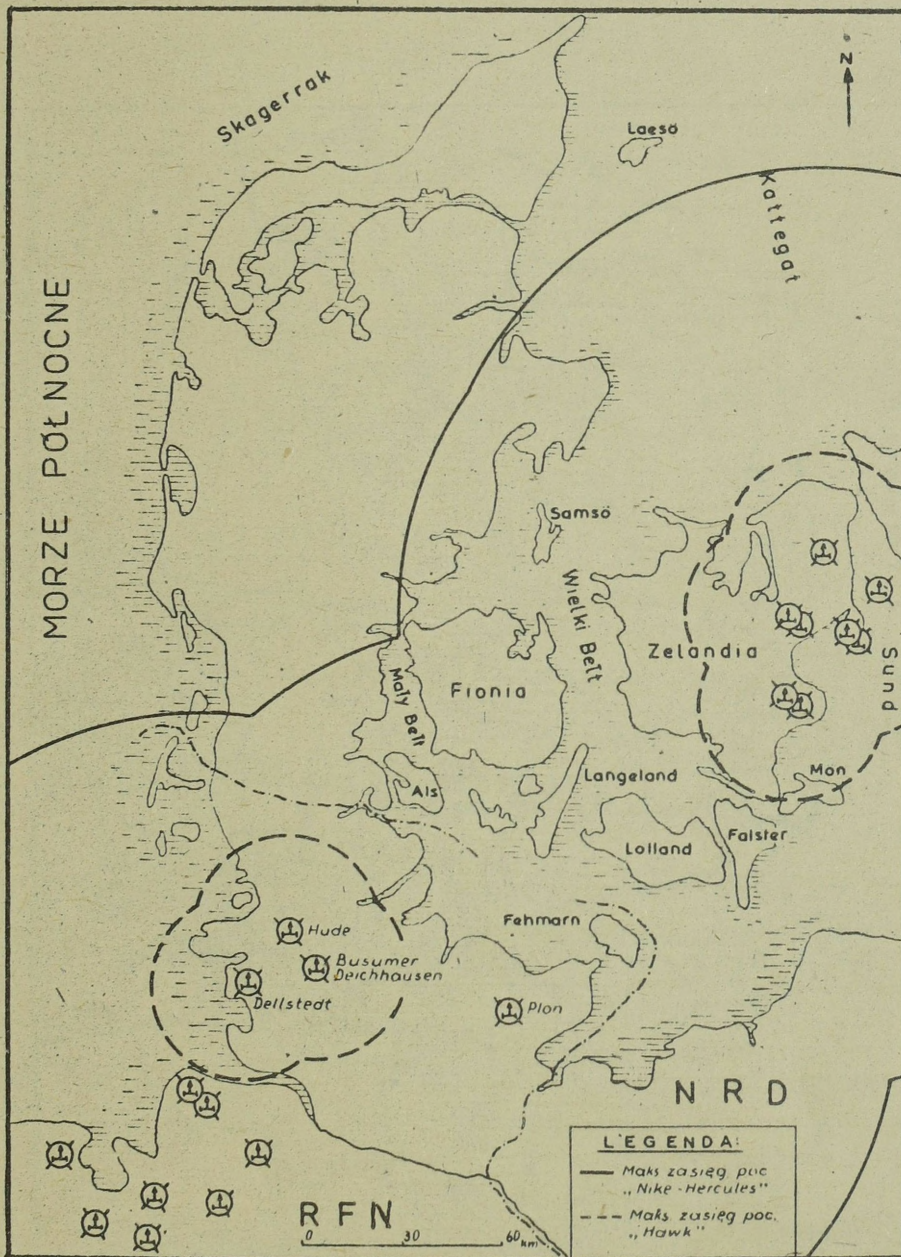 N
Skagerrak
Laesö
Kattegat
MORZE PÓŁNOCNE
Samsö
Wielki Bełt
Zelandia
Sund
Mały Bełt
Fionia
Als
Langeland
Mon
Lolland
Falster
Fehmarn
Hude
Busumer
Deichhausen
Dellstedt
Plon
NRD
RFN
0 30 60 km
LEGENDA:
Maks zasięg poc
„Nike-Hercules"
Maks. zasięg poc.
„Hawk"